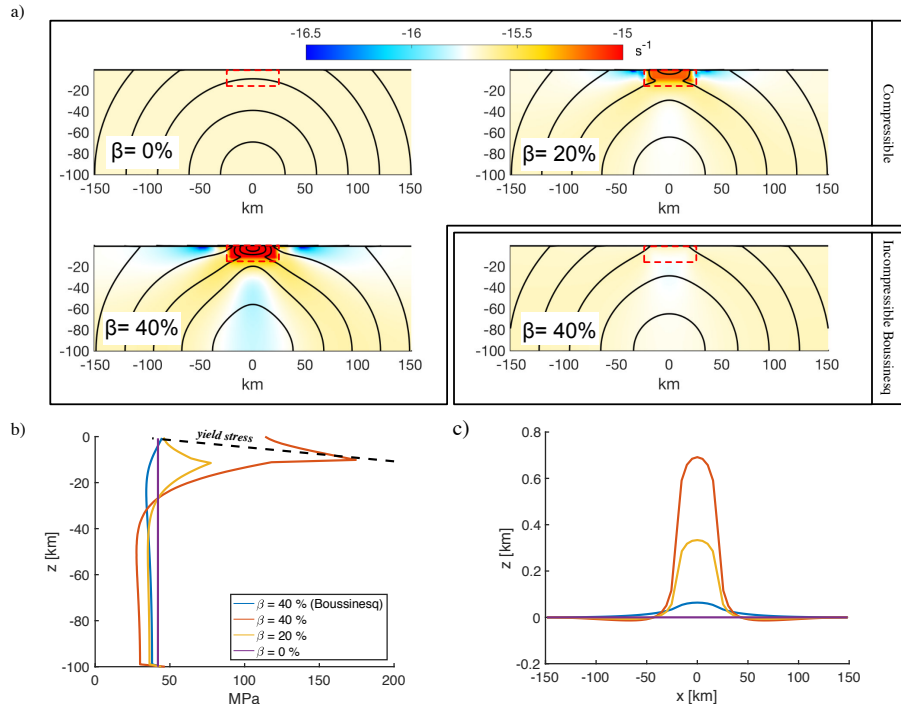 a)
-16.5 -16 -15.5 -15
s-1
-20
-40
-60
-80
-100
β= 0%
-150 -100 -50 0 50 100 150
km
-20
-40
-60
-80
-100
β= 20%
-150 -100 -50 0 50 100 150
km
Compressible
-20
-40
-60
-80
-100
β= 40%
-150 -100 -50 0 50 100 150
km
-20
-40
-60
-80
-100
β= 40%
-150 -100 -50 0 50 100 150
km
Incompressible Boussinesq
b)
yield stress
0
-20
-40
-60
-80
-100
z [km]
β = 40 % (Boussinesq)
β = 40 %
β = 20 %
β = 0 %
0 50 100 150 200
MPa
c)
0.8
0.6
0.4
0.2
0
-0.2
z [km]
-150 -100 -50 0 50 100 150
x [km]